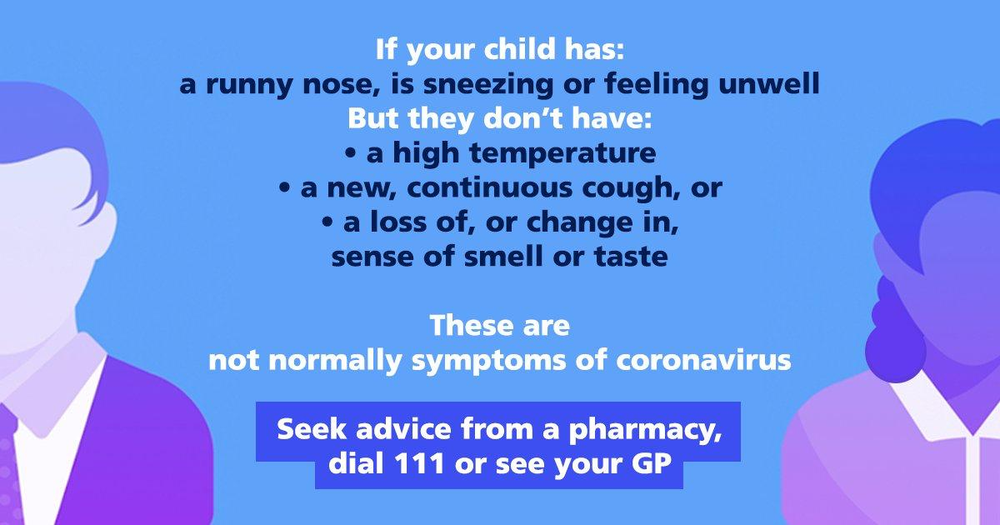 If your child has:
a runny nose, is sneezing or feeling unwell
But they don’t have:
• a high temperature
• a new, continuous cough, or
• a loss of, or change in,
sense of smell or taste
These are
not normally symptoms of coronavirus
Seek advice from a pharmacy,
dial 111 or see your GP